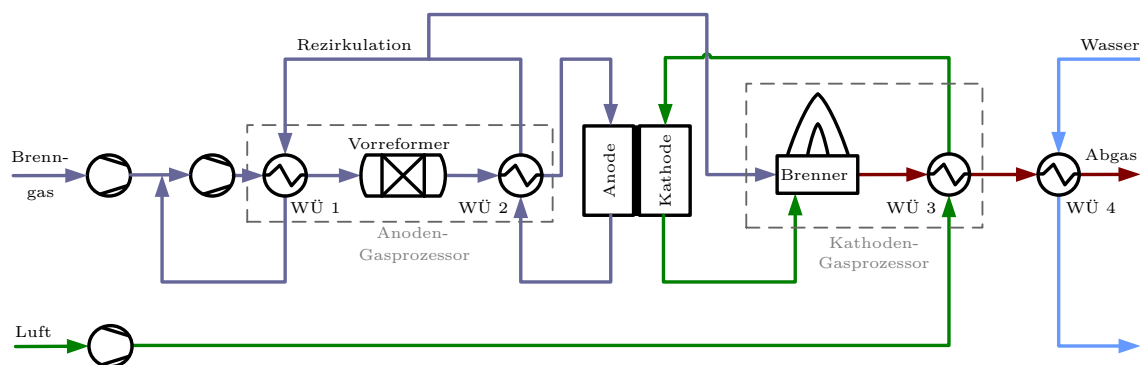 Rezirkulation
Wasser
Brenn-
gas
Vorreformer
Anode
Kathode
Brenner
Abgas
WÜ 1
WÜ 2
WÜ 3
WÜ 4
Anoden-
Gasprozessor
Kathoden-
Gasprozessor
Luft